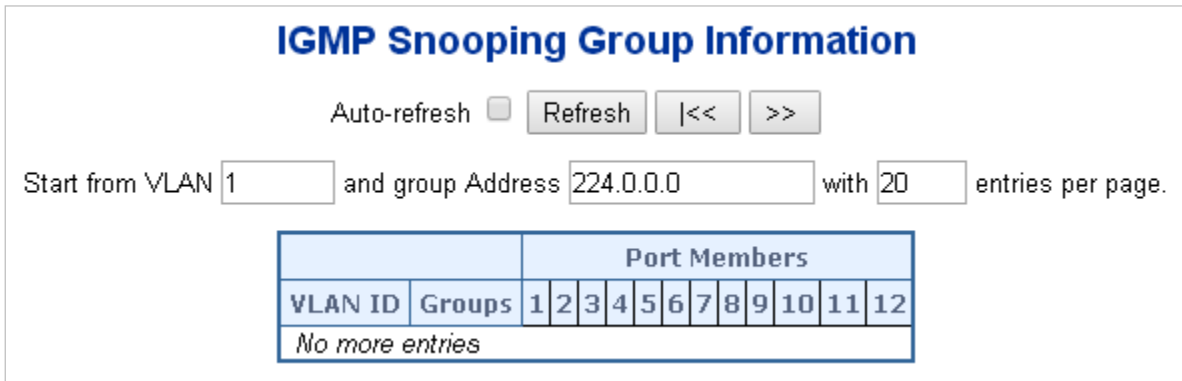 IGMP Snooping Group Information
Auto-refresh Refresh |<< >>
Start from VLAN 1 and group Address 224.0.0.0 with 20 entries per page.
Port Members
VLAN ID Groups 1 2 3 4 5 6 7 8 9 10 11 12
No more entries